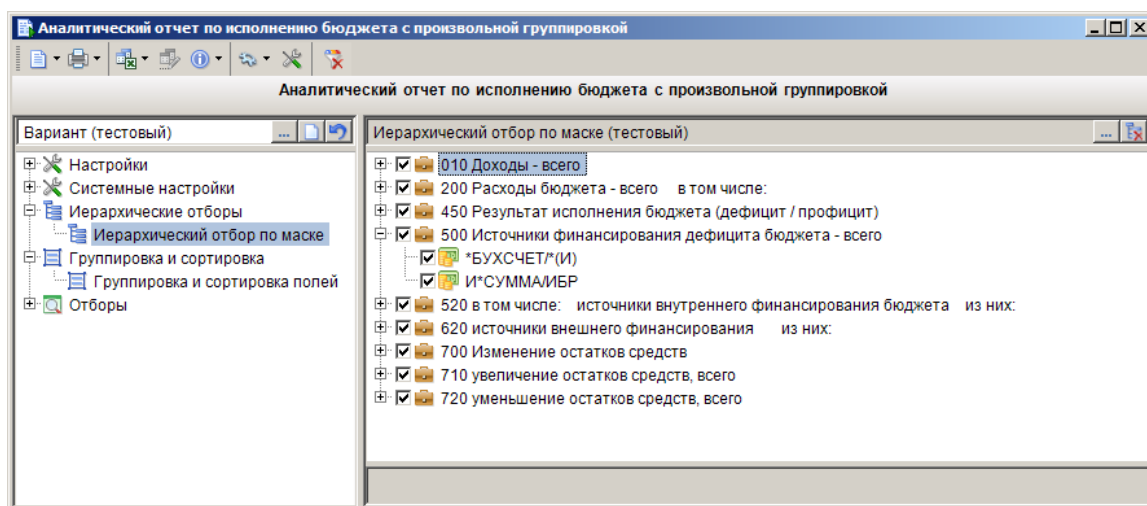 Аналитический отчет по исполнению бюджета с произвольной группировкой
Аналитический отчет по исполнению бюджета с произвольной группировкой
Вариант (тестовый) ...
Настройки
Системные настройки
Иерархические отборы
Иерархический отбор по маске
Группировка и сортировка
Группировка и сортировка полей
Отборы
Иерархический отбор по маске (тестовый) ...
010 Доходы - всего
200 Расходы бюджета - всего в том числе:
450 Результат исполнения бюджета (дефицит / профицит)
500 Источники финансирования дефицита бюджета - всего
*БУХСЧЕТ/*(И)
И*СУММА/ИБР
520 в том числе: источники внутреннего финансирования бюджета из них:
620 источники внешнего финансирования из них:
700 Изменение остатков средств
710 увеличение остатков средств, всего
720 уменьшение остатков средств, всего